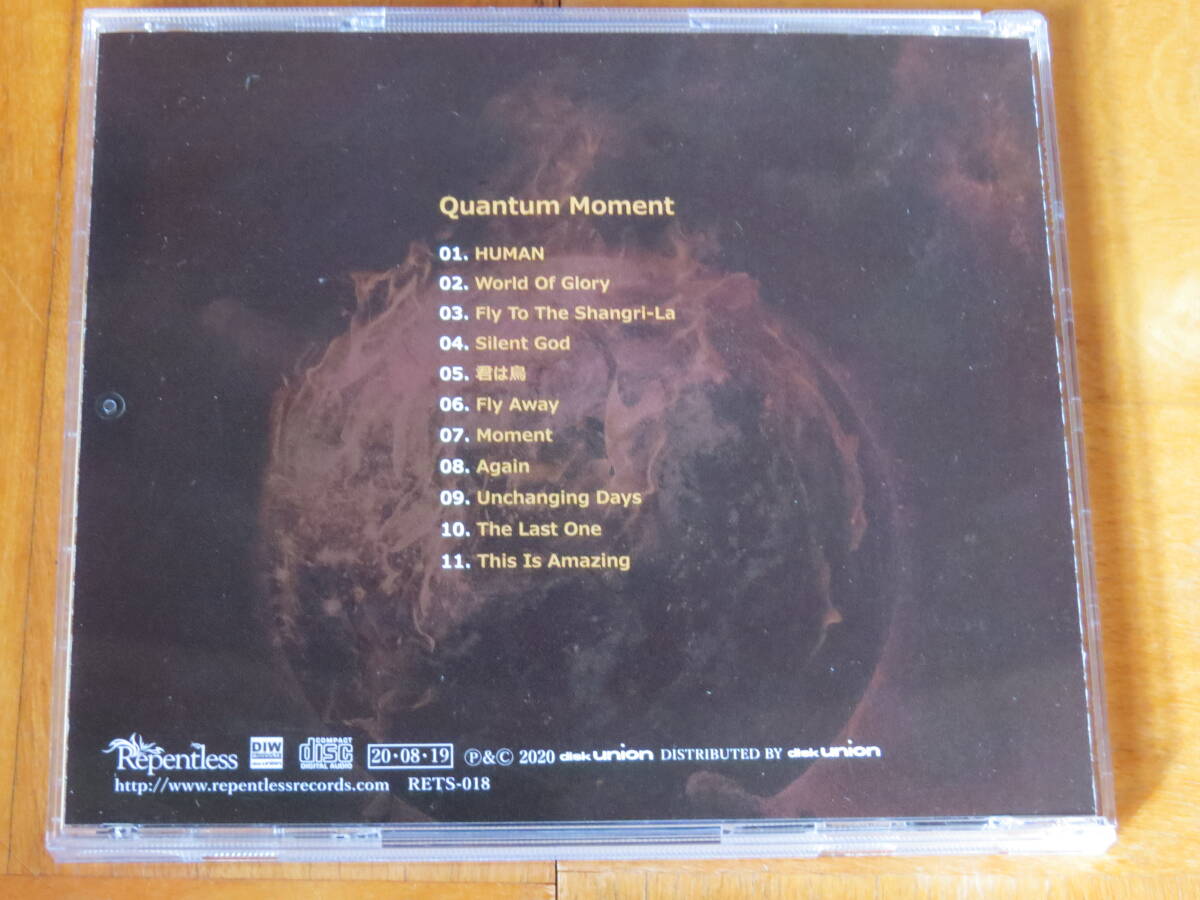 Quantum Moment
01. HUMAN
02. World Of Glory
03. Fly To The Shangri-La
04. Silent God
05. 君は鳥
06. Fly Away
07. Moment
08. Again
09. Unchanging Days
10. The Last One
11. This Is Amazing
Repentless DIW COMPACT disc DIGITAL AUDIO 20・08・19 Ⓟ&© 2020 disk union DISTRIBUTED BY disk union
http://www.repentlessrecords.com RETS-018